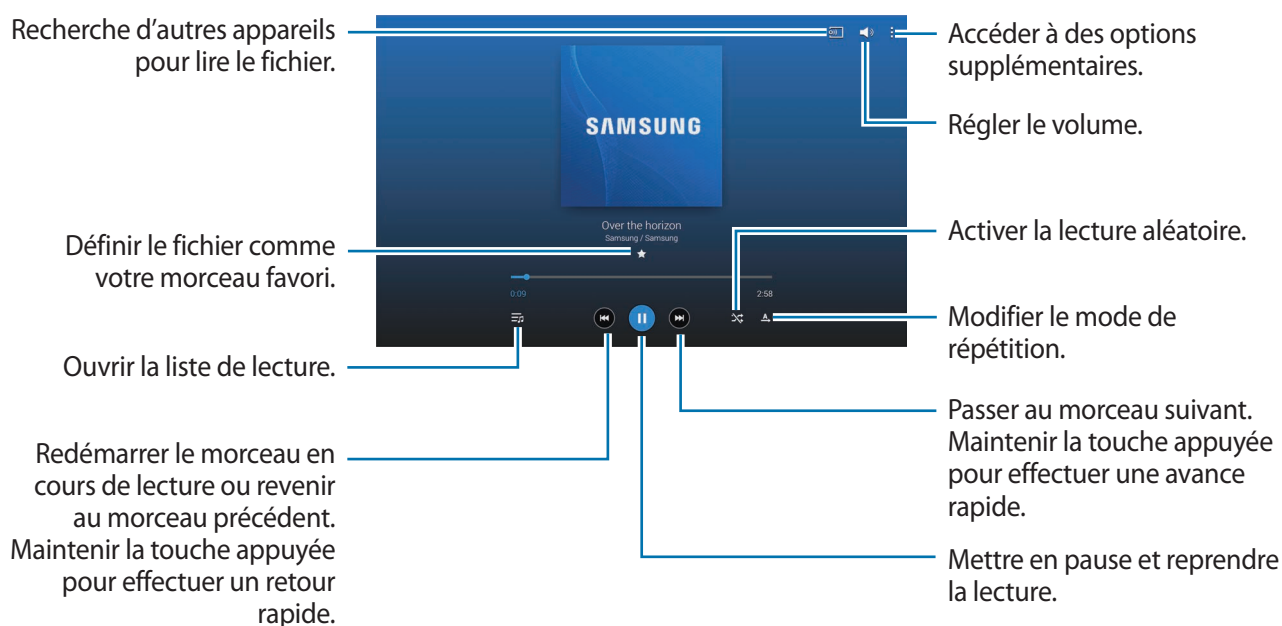 Recherche d'autres appareils
pour lire le fichier.
Accéder à des options
supplémentaires.
Régler le volume.
SAMSUNG
Over the horizon
Samsung / Samsung
Définir le fichier comme
votre morceau favori.
Activer la lecture aléatoire.
0:09
2:58
Modifier le mode de
répétition.
Ouvrir la liste de lecture.
Passer au morceau suivant.
Maintenir la touche appuyée
pour effectuer une avance
rapide.
Redémarrer le morceau en
cours de lecture ou revenir
au morceau précédent.
Maintenir la touche appuyée
pour effectuer un retour
rapide.
Mettre en pause et reprendre
la lecture.